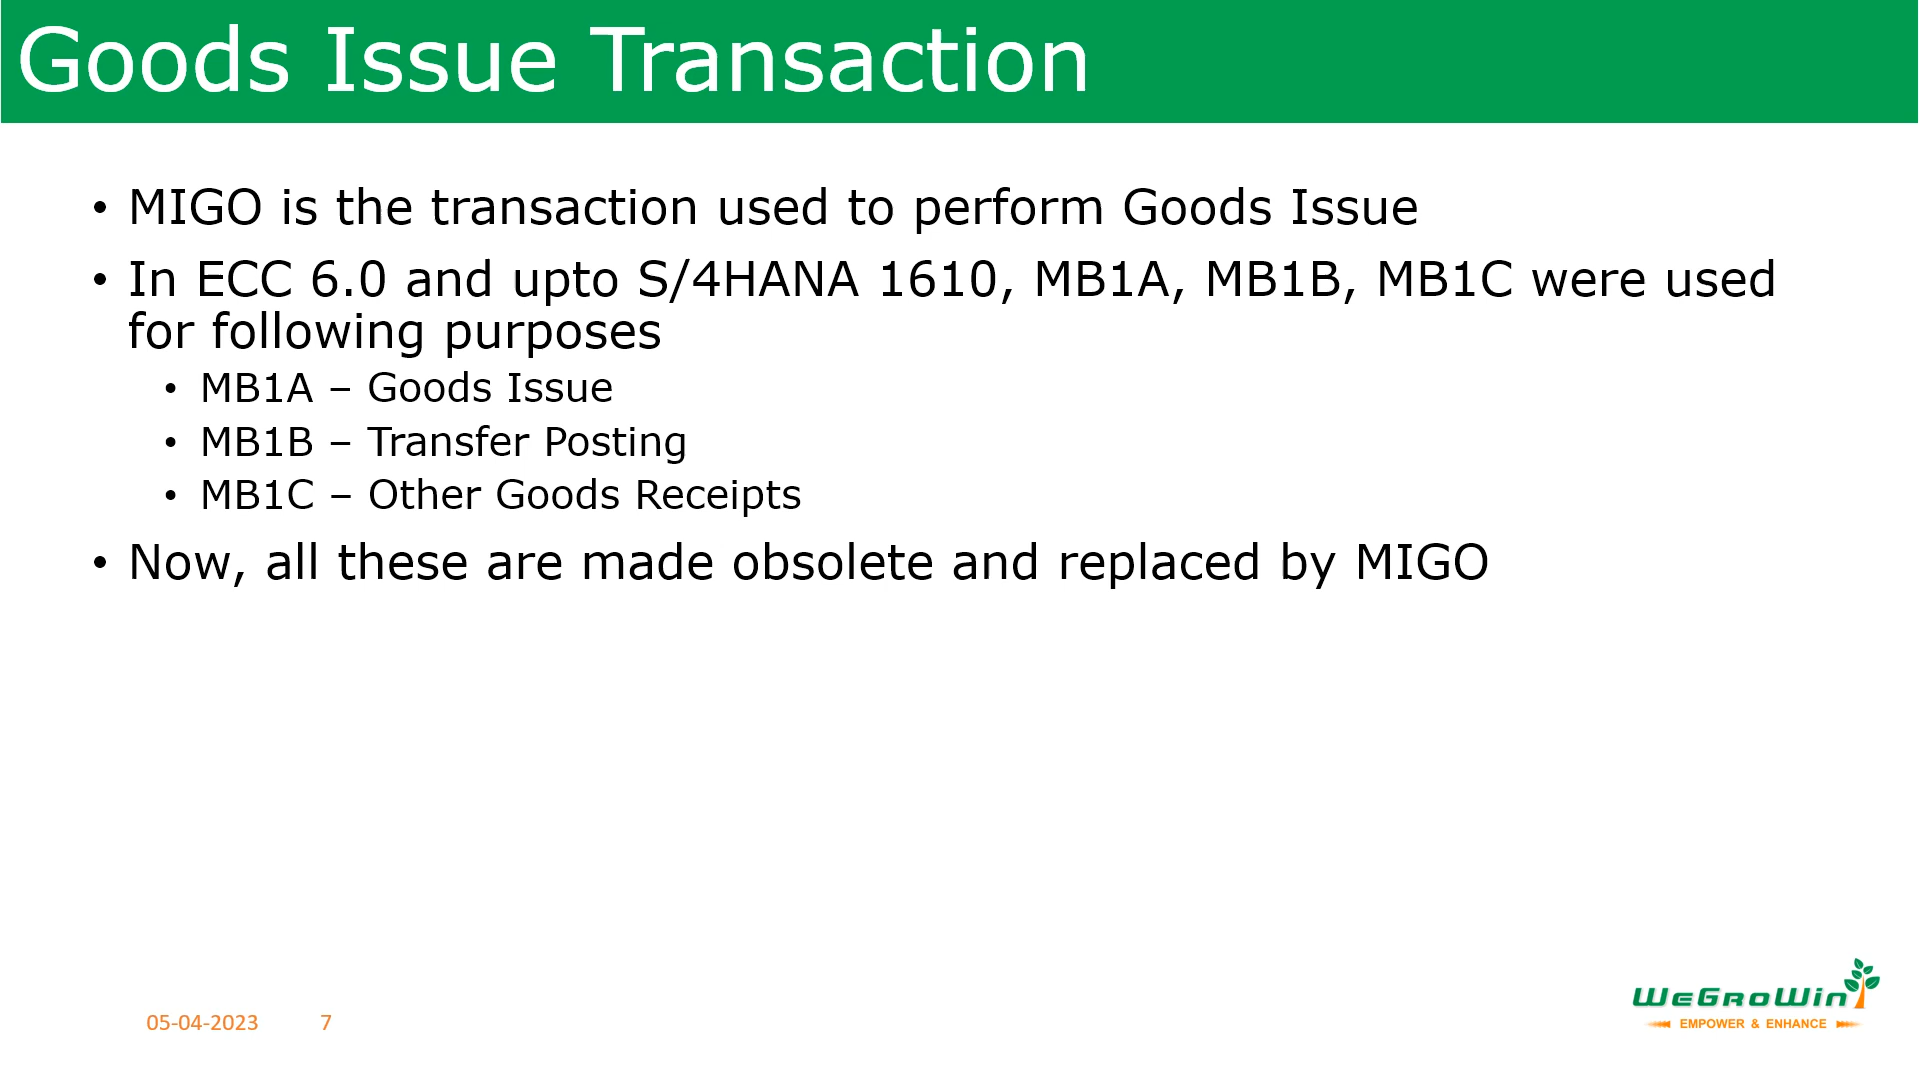 Goods Issue Transaction
• MIGO is the transaction used to perform Goods Issue
• In ECC 6.0 and upto S/4HANA 1610, MB1A, MB1B, MB1C were used
for following purposes
• MB1A – Goods Issue
• MB1B – Transfer Posting
• MB1C – Other Goods Receipts
• Now, all these are made obsolete and replaced by MIGO
05-04-2023 7
WeGroWin
EMPOWER & ENHANCE